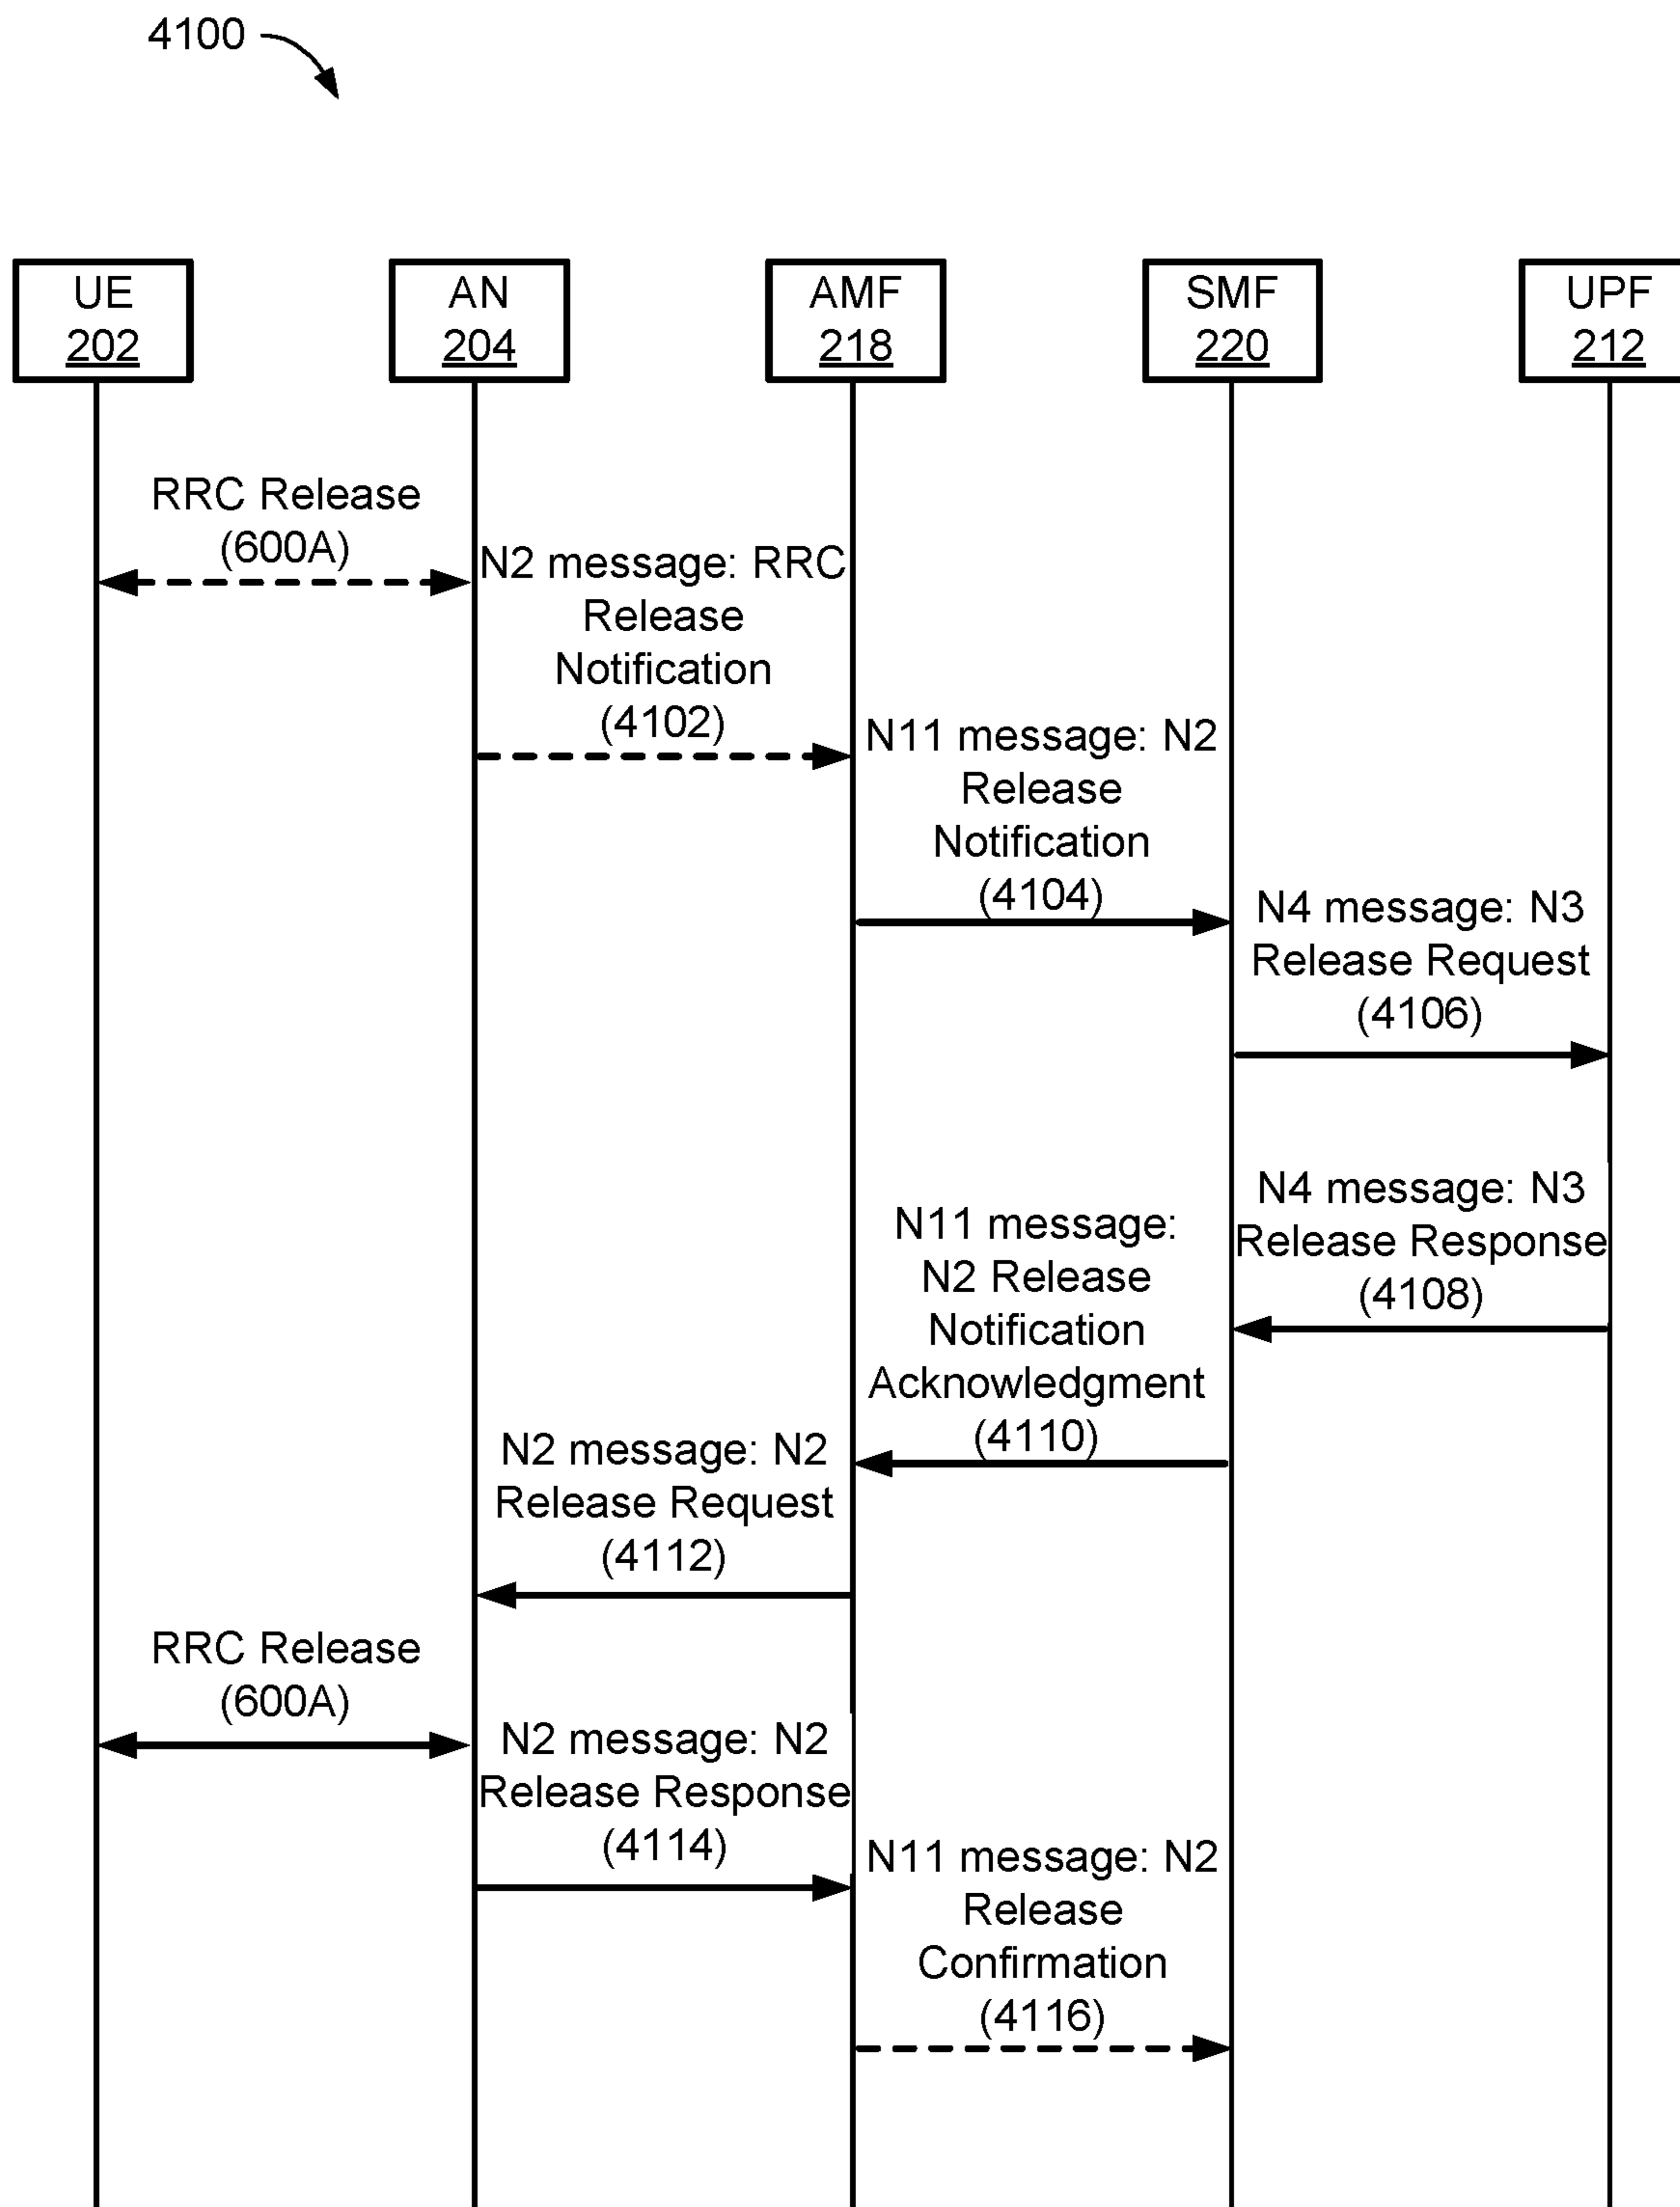 4100
UE
202
AN
204
AMF
218
SMF
220
UPF
212
RRC Release
(600A)
N2 message: RRC
Release
Notification
(4102)
N11 message: N2
Release
Notification
(4104)
N4 message: N3
Release Request
(4106)
N4 message: N3
Release Response
(4108)
N11 message:
N2 Release
Notification
Acknowledgment
(4110)
N2 message: N2
Release Request
(4112)
RRC Release
(600A)
N2 message: N2
Release Response
(4114)
N11 message: N2
Release
Confirmation
(4116)